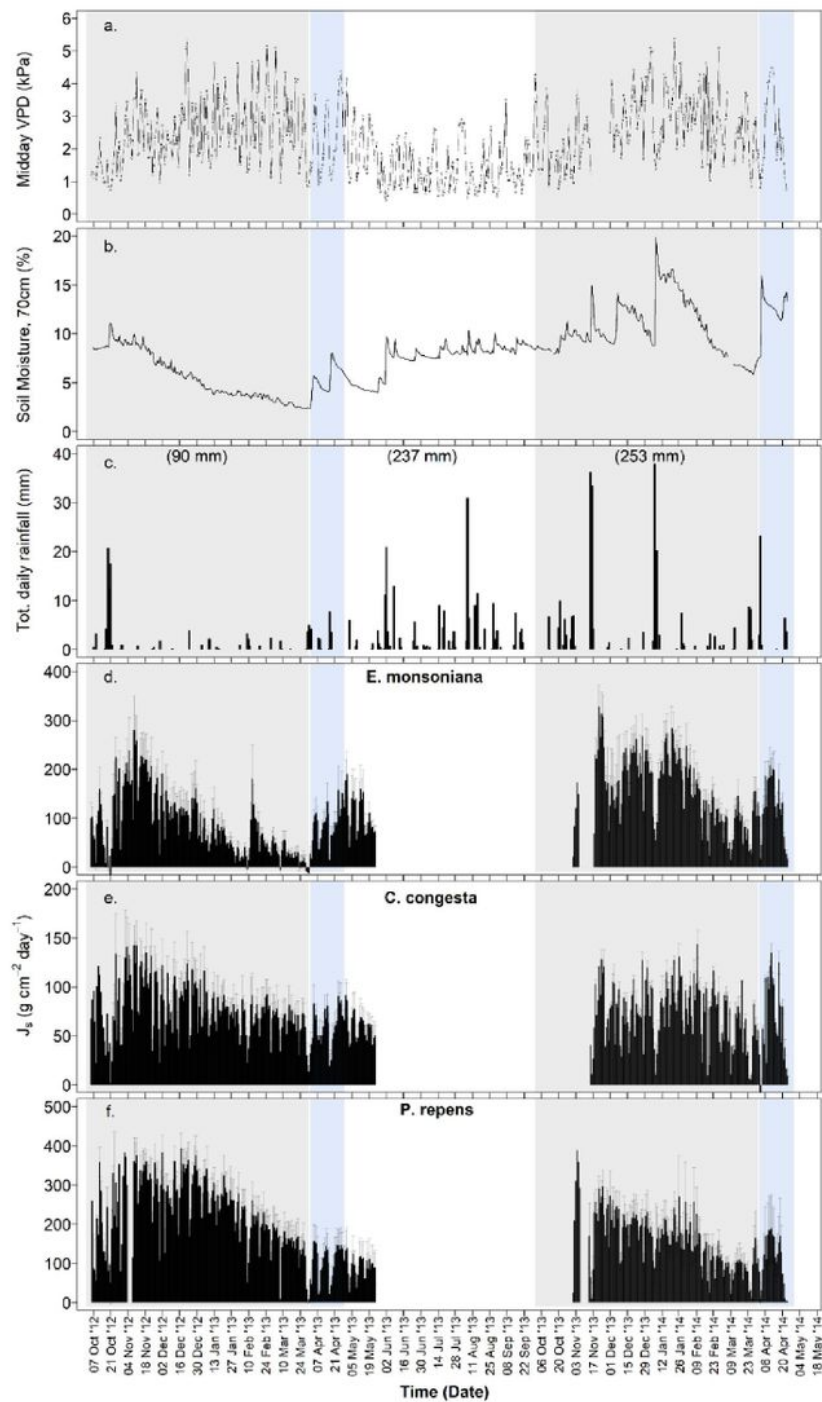 a.
Midday VPD (kPa)
6
5
4
3
2
1
0
b.
Soil Moisture, 70cm (%)
20
15
10
5
0
c.
(90 mm)
(237 mm)
(253 mm)
Tot. daily rainfall (mm)
40
30
20
10
0
d.
E. monsoniana
400
300
200
100
0
e.
C. congesta
200
150
100
50
0
Js (g cm−2 day−1)
f.
P. repens
500
400
300
200
100
0
07 Oct '12
21 Oct '12
04 Nov '12
18 Nov '12
02 Dec '12
16 Dec '12
30 Dec '12
13 Jan '13
27 Jan '13
10 Feb '13
24 Feb '13
10 Mar '13
24 Mar '13
07 Apr '13
21 Apr '13
05 May '13
19 May '13
02 Jun '13
16 Jun '13
30 Jun '13
14 Jul '13
28 Jul '13
11 Aug '13
25 Aug '13
08 Sep '13
22 Sep '13
06 Oct '13
20 Oct '13
03 Nov '13
17 Nov '13
01 Dec '13
15 Dec '13
29 Dec '13
12 Jan '14
26 Jan '14
09 Feb '14
23 Feb '14
09 Mar '14
23 Mar '14
06 Apr '14
20 Apr '14
04 May '14
18 May '14
Time (Date)